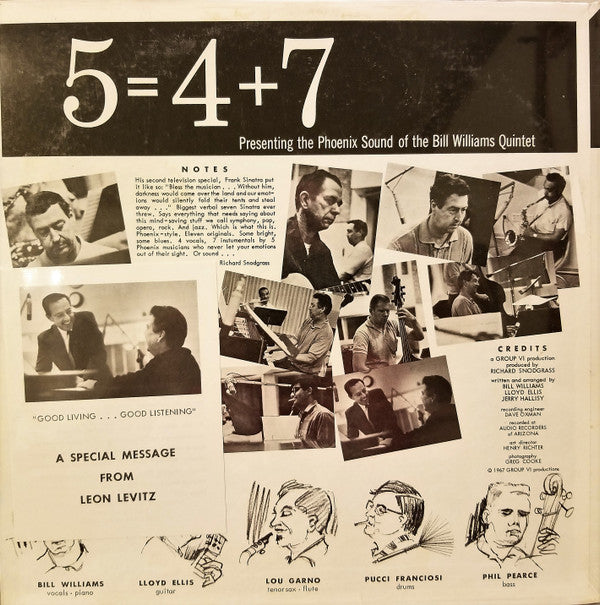 5=4+7
Presenting the Phoenix Sound of the Bill Williams Quintet
NOTES
His second television special, Frank Sinatra put
it like so: "Bless the musician . . . Without him,
darkness would come over the land and our emot-
ions would silently fold their tents and steal
away . . ." Biggest verbal seven Sinatra ever
threw. Says everything that needs saying about
this mind-saving stuff we call symphony, pop,
opera, rock. And jazz. Which is what this is.
Phoenix-style. Eleven originals. Some bright,
some blues. 4 vocals, 7 instumentals by 5
Phoenix musicians who never let your emotions
out of their sight. Or sound . . .
Richard Snodgrass
"GOOD LIVING . . . GOOD LISTENING"
A SPECIAL MESSAGE
FROM
LEON LEVITZ
CREDITS
a GROUP VI production
produced by
RICHARD SNODGRASS
written and arranged by
BILL WILLIAMS
LLOYD ELLIS
JERRY HALLISY
recording engineer
DAVE OXMAN
recorded at
AUDIO RECORDERS
of ARIZONA
art director
HENRY RICHTER
photography
GREG COOKE
© 1967 GROUP VI productions
BILL WILLIAMS
vocals · piano
LLOYD ELLIS
guitar
LOU GARNO
tenor sax · flute
PUCCI FRANCIOSI
drums
PHIL PEARCE
bass